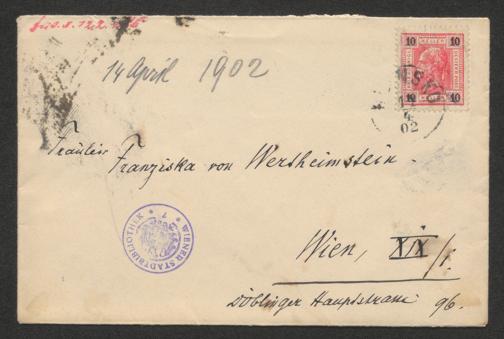 14 April 1902
10 HELLER 10
10 10
02
Fräulein
Franziska von Wertheimstein.
WIENER STADTBIBLIOTHEK
Wien, XIX/1.
Döblinger Hauptstrasse 96.